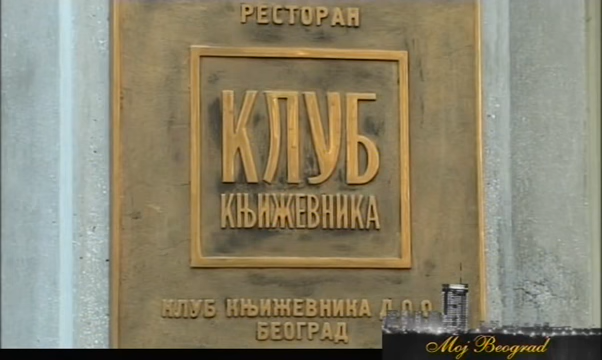 РЕСТОРАН
КЛУБ
КЊИЖЕВНИКА
КЛУБ КЊИЖЕВНИКА Д.О.О.
БЕОГРАД
Moj Beograd